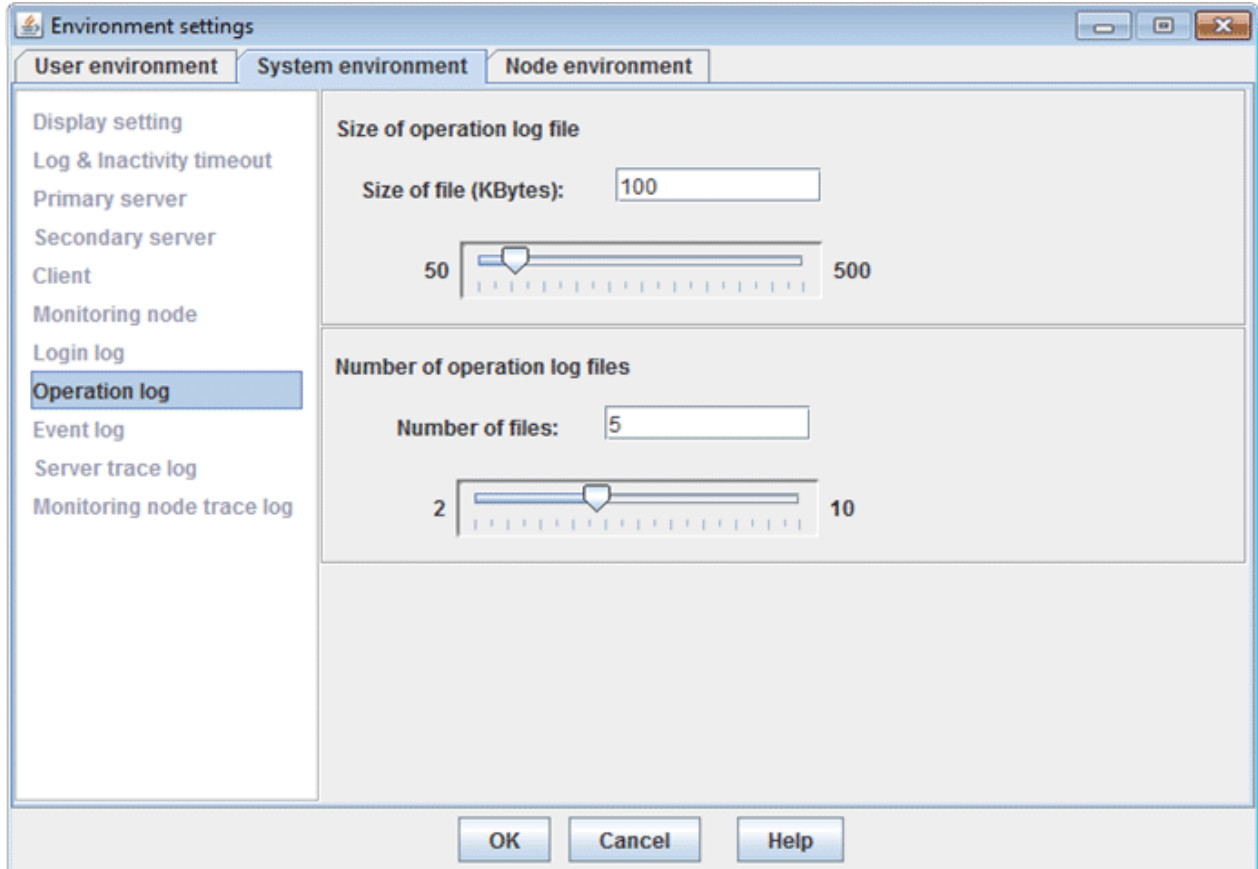 Environment settings
User environment System environment Node environment
Display setting
Log & Inactivity timeout
Primary server
Secondary server
Client
Monitoring node
Login log
Operation log
Event log
Server trace log
Monitoring node trace log
Size of operation log file
Size of file (KBytes): 100
50 500
Number of operation log files
Number of files: 5
2 10
OK Cancel Help